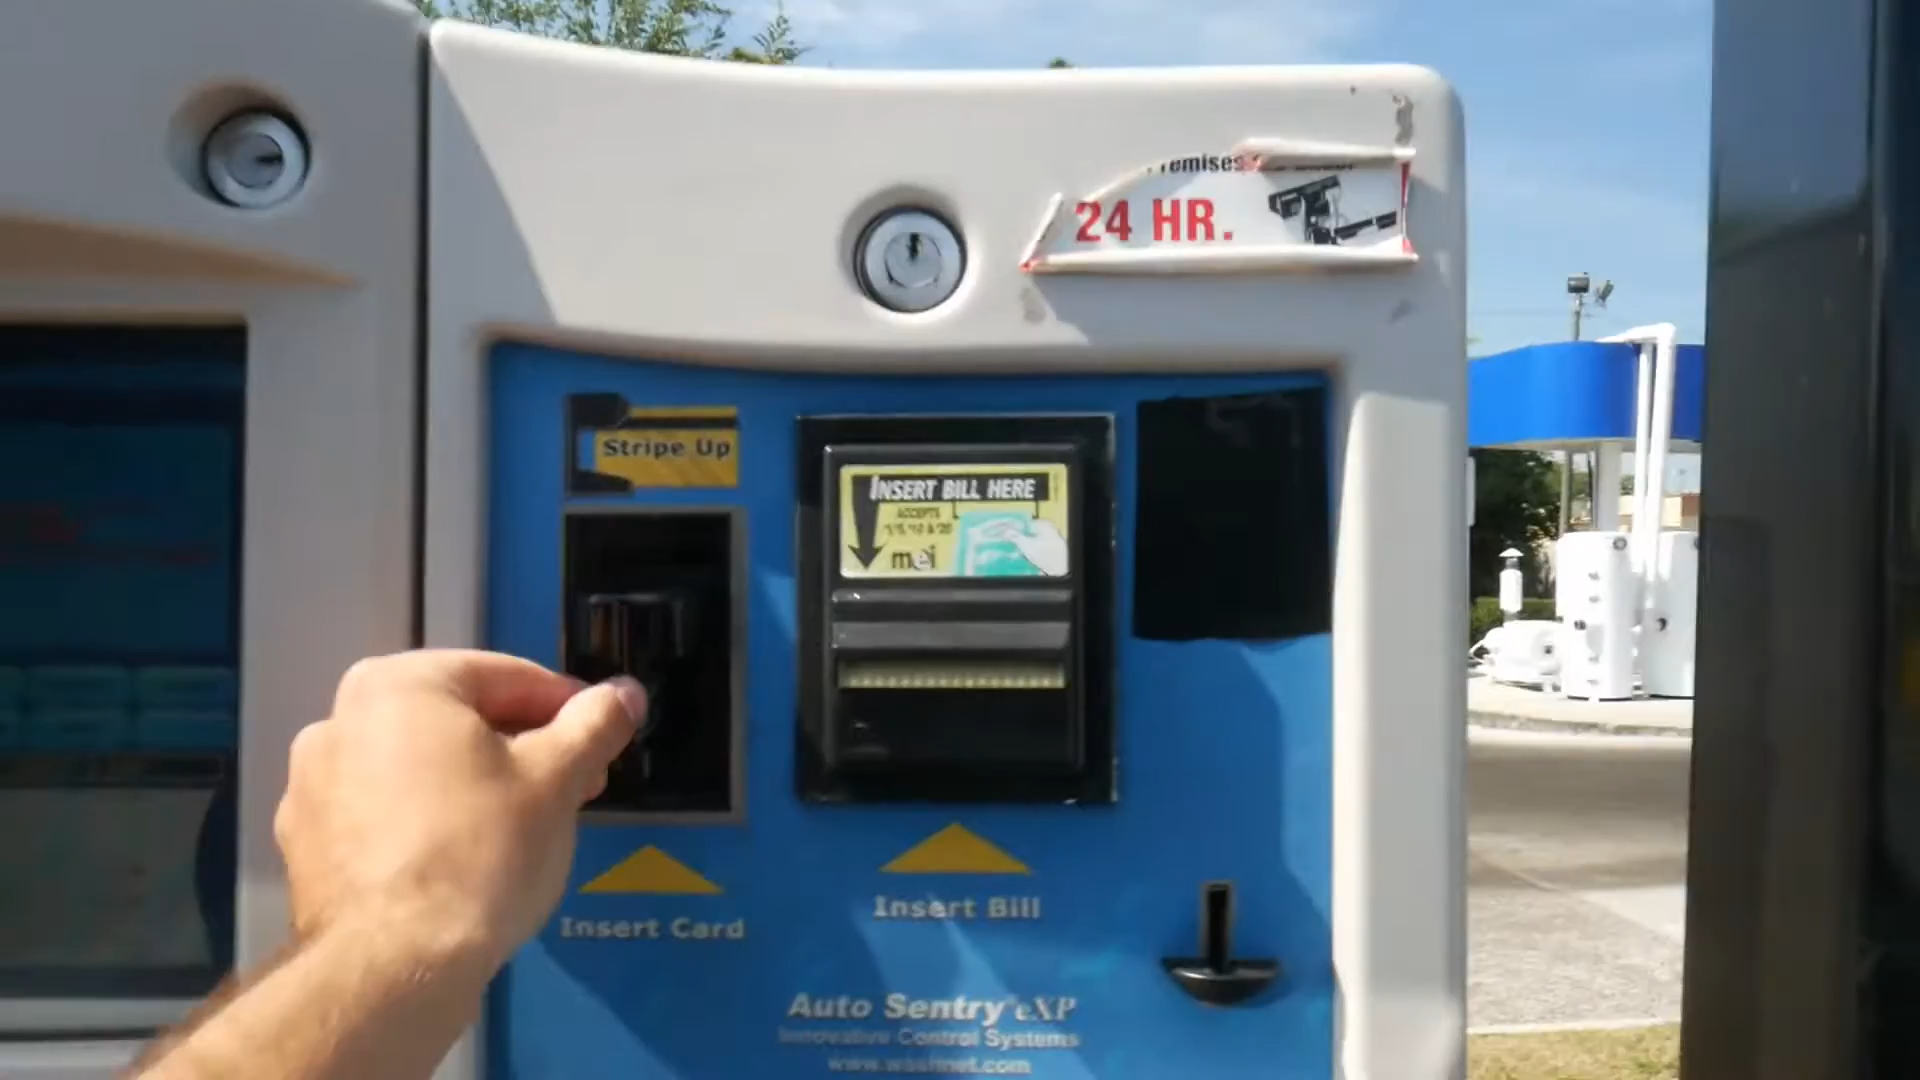 24 HR.
Stripe Up
INSERT BILL HERE
ACCEPTS
mei
Insert Card
Insert Bill
Auto Sentry® eXP
Innovative Control Systems
www.washnet.com